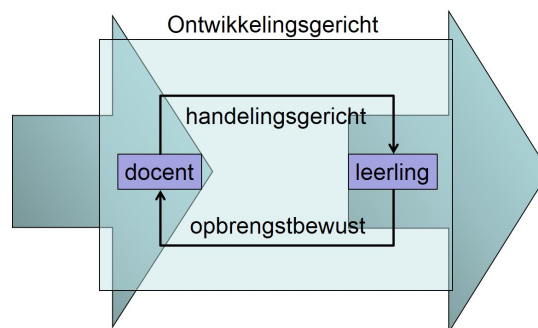 Ontwikkelingsgericht
handelingsgericht
docent
leerling
opbrengstbewust